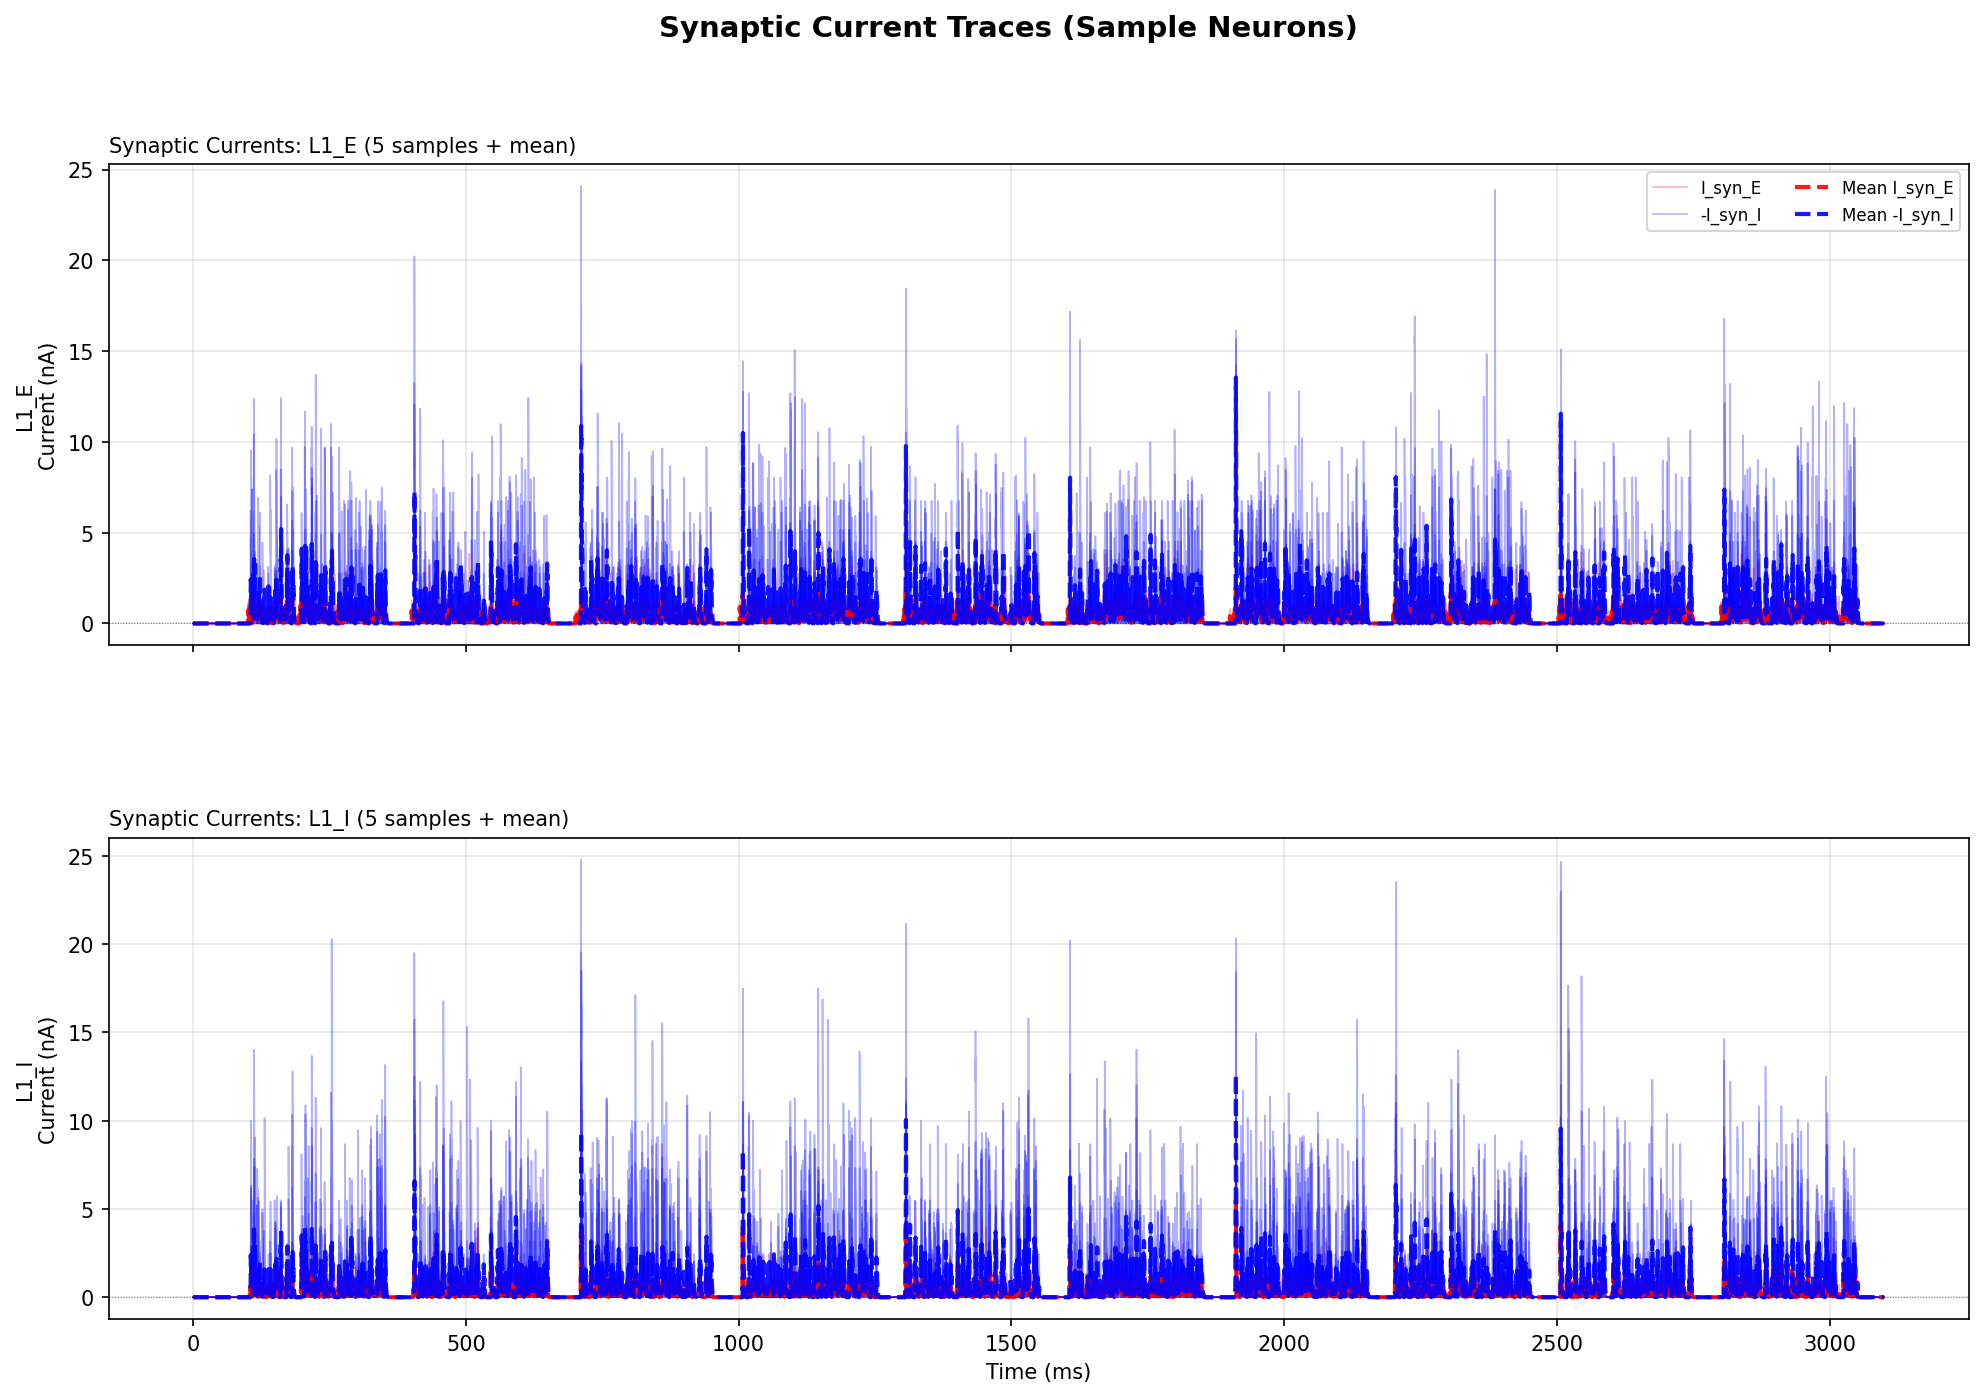 Synaptic Current Traces (Sample Neurons)
Synaptic Currents: L1_E (5 samples + mean)
L1_E
Current (nA)
25
20
15
10
5
0
I_syn_E
-I_syn_I
Mean I_syn_E
Mean -I_syn_I
Synaptic Currents: L1_I (5 samples + mean)
L1_I
Current (nA)
25
20
15
10
5
0
0 500 1000 1500 2000 2500 3000
Time (ms)